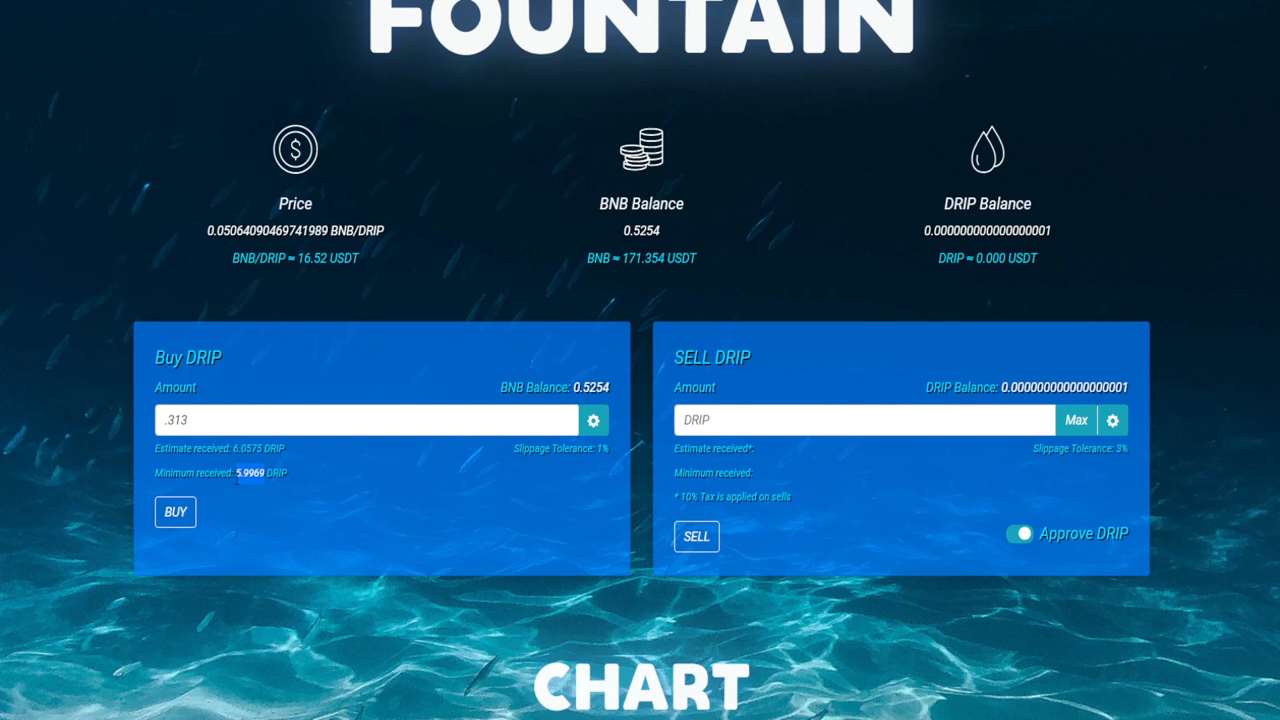 FOUNTAIN
Price
0.05064090469741989 BNB/DRIP
BNB/DRIP ≈ 16.52 USDT
BNB Balance
0.5254
BNB ≈ 171.354 USDT
DRIP Balance
0.000000000000000001
DRIP ≈ 0.000 USDT
Buy DRIP
Amount
BNB Balance: 0.5254
.313
Estimate received: 6.0575 DRIP
Slippage Tolerance: 1%
Minimum received: 5.9969 DRIP
BUY
SELL DRIP
Amount
DRIP Balance: 0.000000000000000001
DRIP
Max
Estimate received*:
Slippage Tolerance: 3%
Minimum received:
* 10% Tax is applied on sells
SELL
Approve DRIP
CHART